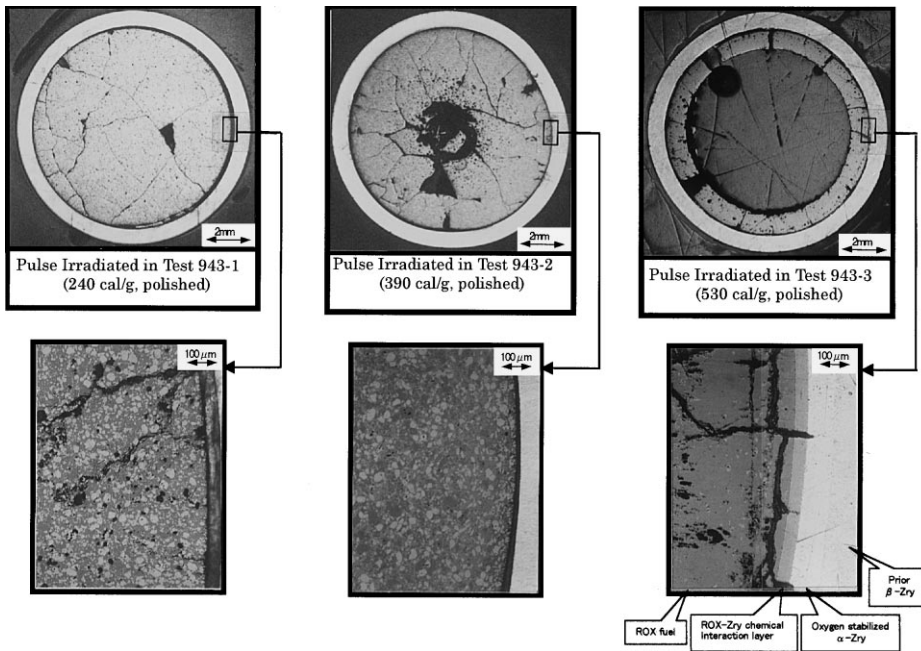 2mm
2mm
2mm
Pulse Irradiated in Test 943-1
(240 cal/g, polished)
Pulse Irradiated in Test 943-2
(390 cal/g, polished)
Pulse Irradiated in Test 943-3
(530 cal/g, polished)
100μm
100μm
100μm
ROX fuel
ROX-Zry chemical
Interaction layer
Oxygen stabilized
α-Zry
Prior
β-Zry